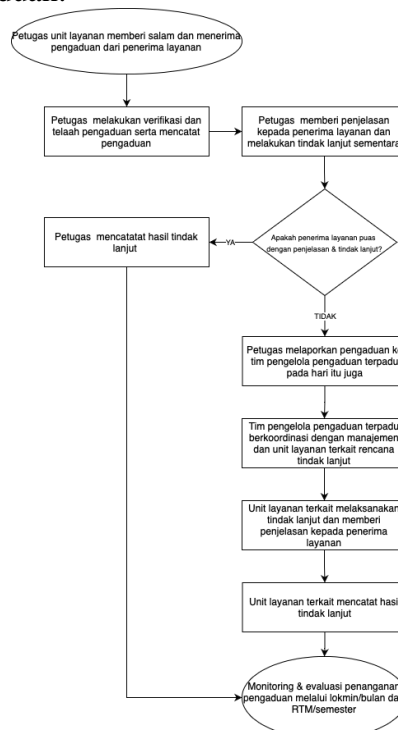 Petugas unit layanan memberi salam dan menerima
pengaduan dari penerima layanan
Petugas melakukan verifikasi dan
telaah pengaduan serta mencatat
pengaduan
Petugas memberi penjelasan
kepada penerima layanan dan
melakukan tindak lanjut sementara
Apakah penerima layanan puas
dengan penjelasan & tindak lanjut?
YA
Petugas mencatatat hasil tindak
lanjut
TIDAK
Petugas melaporkan pengaduan
tim pengelola pengaduan terpadu
pada hari itu juga
Tim pengelola pengaduan terpadu
berkoordinasi dengan manajemen
dan unit layanan terkait rencana
tindak lanjut
Unit layanan terkait melaksanakan
tindak lanjut dan memberi
penjelasan kepada penerima
layanan
Unit layanan terkait mencatat
tindak lanjut
Monitoring & evaluasi penanganan
pengaduan melalui lokmin/bulan
RTM/semester